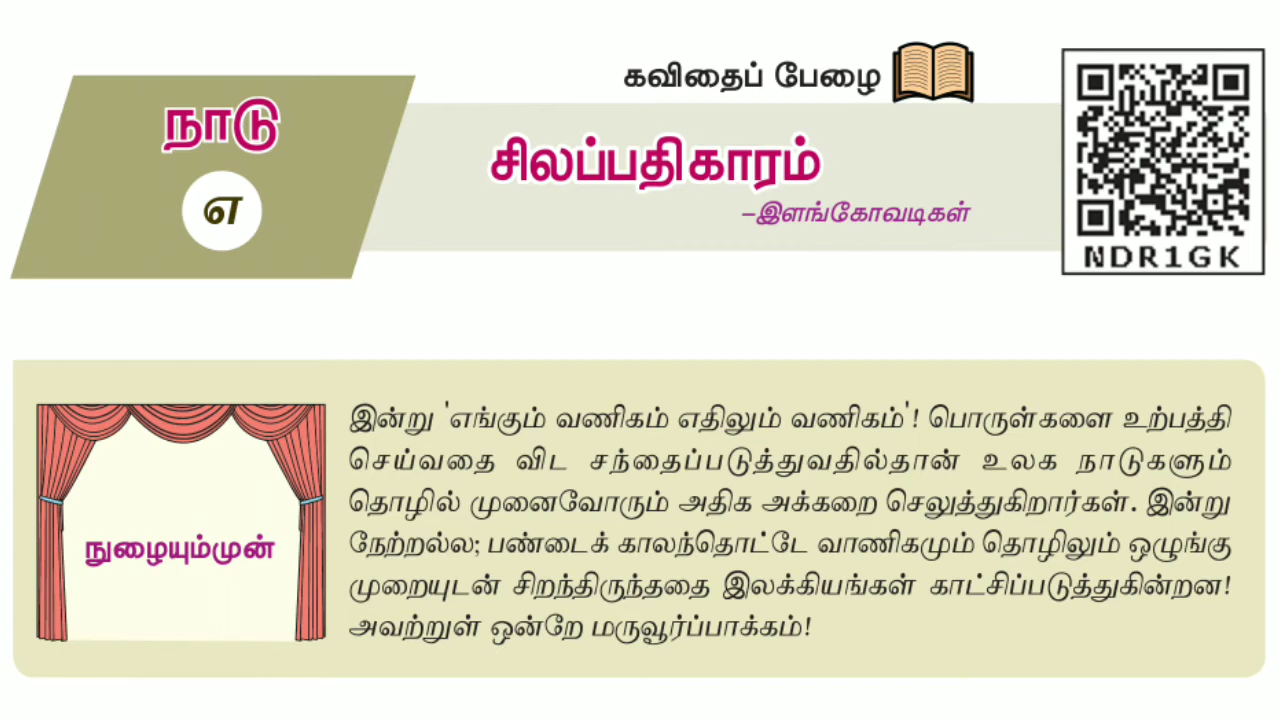 கவிதைப் பேழை
நாடு
எ
சிலப்பதிகாரம்
–இளங்கோவடிகள்
NDR1GK
நுழையும்முன்
இன்று 'எங்கும் வணிகம் எதிலும் வணிகம்'! பொருள்களை உற்பத்தி
செய்வதை விட சந்தைப்படுத்துவதில்தான் உலக நாடுகளும்
தொழில் முனைவோரும் அதிக அக்கறை செலுத்துகிறார்கள். இன்று
நேற்றல்ல; பண்டைக் காலந்தொட்டே வாணிகமும் தொழிலும் ஒழுங்கு
முறையுடன் சிறந்திருந்ததை இலக்கியங்கள் காட்சிப்படுத்துகின்றன!
அவற்றுள் ஒன்றே மருவூர்ப்பாக்கம்!